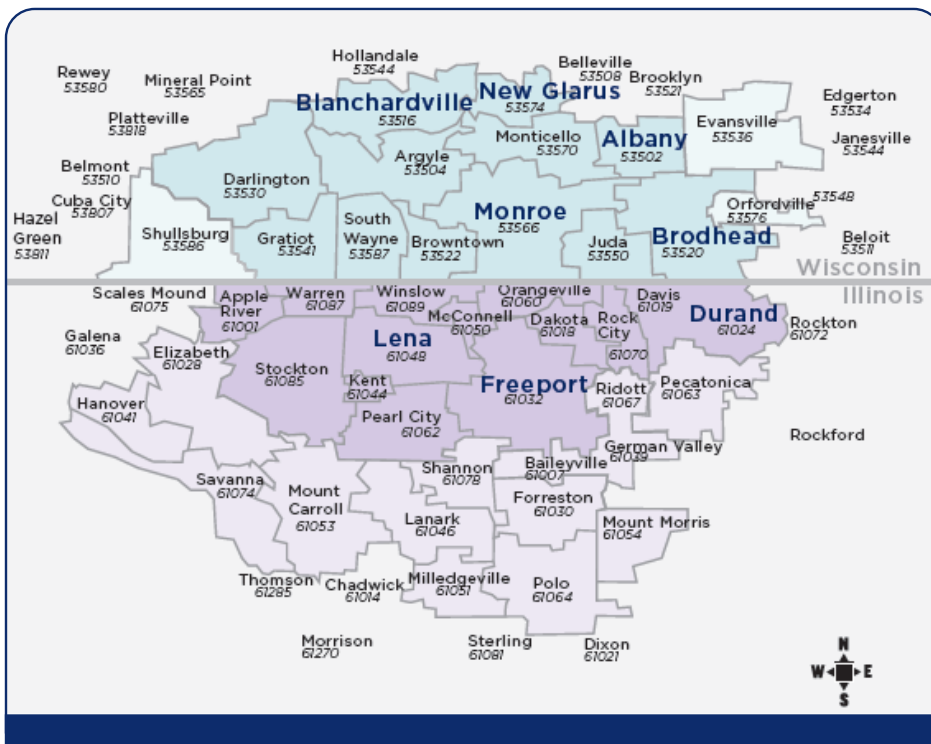 Hollandale
53544
Belleville
53508
Rewey
53580
Mineral Point
53565
Brooklyn
53521
Edgerton
53534
Blanchardville
53516
New Glarus
53574
Platteville
53818
Monticello
53570
Albany
53502
Evansville
53536
Janesville
53544
Belmont
53510
Argyle
53504
Darlington
53530
Cuba City
53807
53548
Orfordville
53576
Hazel
Green
53811
Shullsburg
53586
Gratiot
53541
South
Wayne
53587
Browntown
53522
Monroe
53566
Juda
53550
Brodhead
53520
Beloit
53511
Wisconsin
Illinois
Scales Mound
61075
Apple
River
61001
Warren
61087
Winslow
61089
McConnell
61050
Orangeville
61060
Dakota
61018
Rock
City
61070
Davis
61019
Durand
61024
Rockton
61072
Galena
61036
Elizabeth
61028
Stockton
61085
Lena
61048
Kent
61044
Freeport
61032
Ridott
61067
Pecatonica
61063
Hanover
61041
Pearl City
61062
Rockford
German Valley
61039
Savanna
61074
Shannon
61078
Baileyville
61007
Mount
Carroll
61053
Lanark
61046
Forreston
61030
Mount Morris
61054
Thomson
61285
Chadwick
61014
Milledgeville
61051
Polo
61064
Morrison
61270
Sterling
61081
Dixon
61021
N
W E
S